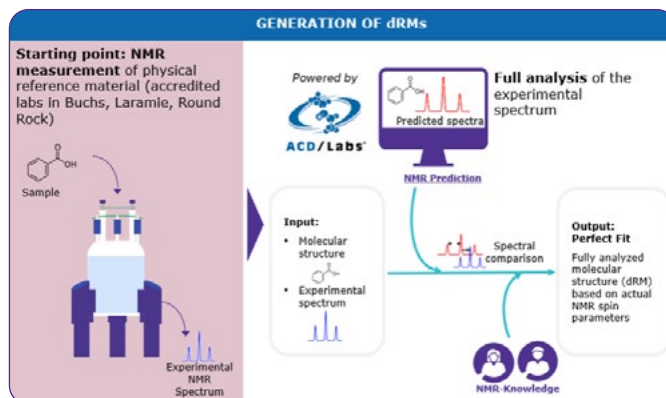 GENERATION OF dRMs
Starting point: NMR
measurement of physical
reference material (accredited
labs in Buchs, Laramie, Round
Rock)
O
OH
Sample
Experimental
NMR
Spectrum
Powered by
ACD/Labs®
O
OH
Predicted spectra
NMR Prediction
Full analysis of the
experimental
spectrum
Input:
• Molecular
structure
• Experimental
spectrum
Spectral
comparison
NMR-Knowledge
Output:
Perfect Fit
Fully analyzed
molecular
structure (dRM)
based on actual
NMR spin
parameters